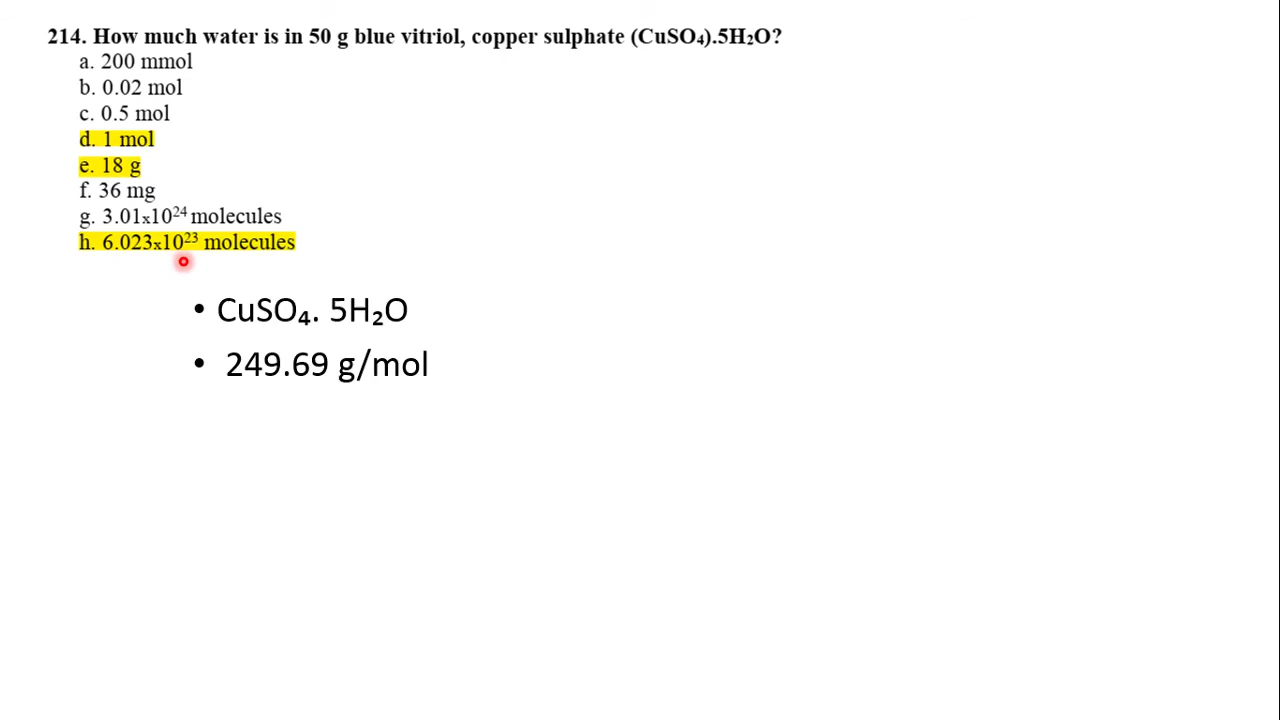 214. How much water is in 50 g blue vitriol, copper sulphate (CuSO₄).5H₂O?
a. 200 mmol
b. 0.02 mol
c. 0.5 mol
d. 1 mol
e. 18 g
f. 36 mg
g. 3.01x10²⁴ molecules
h. 6.023x10²³ molecules
• CuSO₄. 5H₂O
• 249.69 g/mol